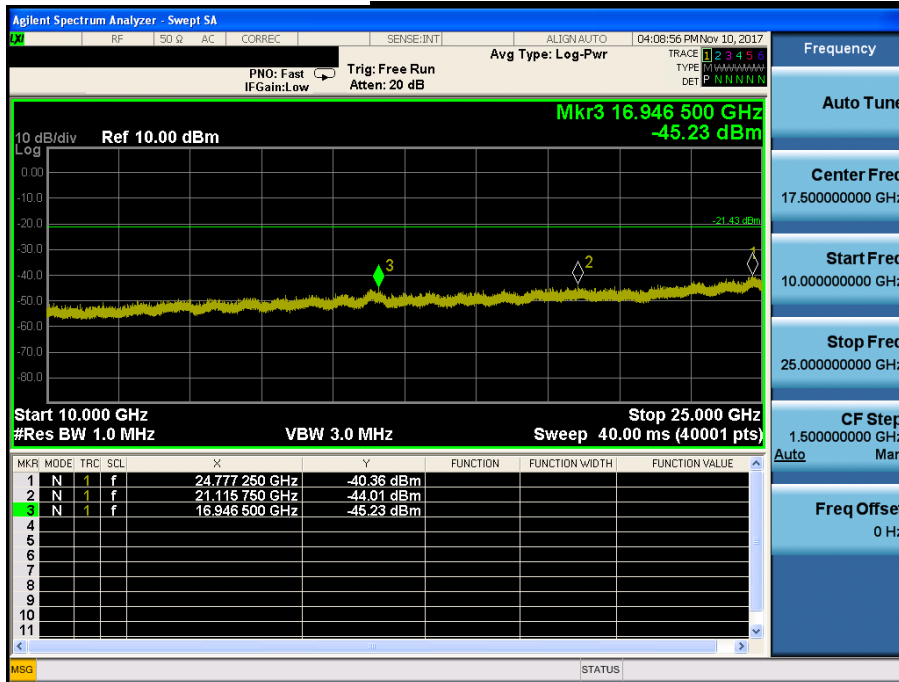 Agilent Spectrum Analyzer - Swept SA
LXI RF 50 Ω AC CORREC SENSE:INT ALIGN AUTO 04:08:56 PM Nov 10, 2017
Frequency
Avg Type: Log-Pwr
TRACE 1 2 3 4 5 6
PNO: Fast Trig: Free Run TYPE M WWWWW
IFGain:Low Atten: 20 dB DET P N N N N N
Auto Tune
Mkr3 16.946 500 GHz
-45.23 dBm
10 dB/div Ref 10.00 dBm
Log
0.00
-10.0
-20.0
-30.0
-40.0
-50.0
-60.0
-70.0
-80.0
-21.43 dBm
3
2
1
Center Freq
17.500000000 GHz
Start Freq
10.000000000 GHz
Stop Freq
25.000000000 GHz
Start 10.000 GHz Stop 25.000 GHz
#Res BW 1.0 MHz VBW 3.0 MHz Sweep 40.00 ms (40001 pts)
CF Step
1.500000000 GHz
Auto Man
MKR MODE TRC SCL X Y FUNCTION FUNCTION WIDTH FUNCTION VALUE
1 N 1 f 24.777 250 GHz -40.36 dBm
2 N 1 f 21.115 750 GHz -44.01 dBm
3 N 1 f 16.946 500 GHz -45.23 dBm
4
5
6
7
8
9
10
11
Freq Offset
0 Hz
MSG STATUS